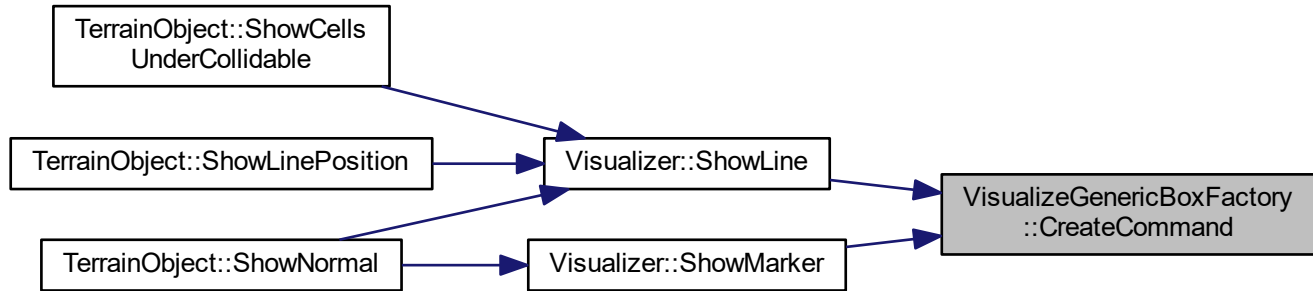 TerrainObject::ShowCells
UnderCollidable
TerrainObject::ShowLinePosition
TerrainObject::ShowNormal
Visualizer::ShowLine
Visualizer::ShowMarker
VisualizeGenericBoxFactory
::CreateCommand